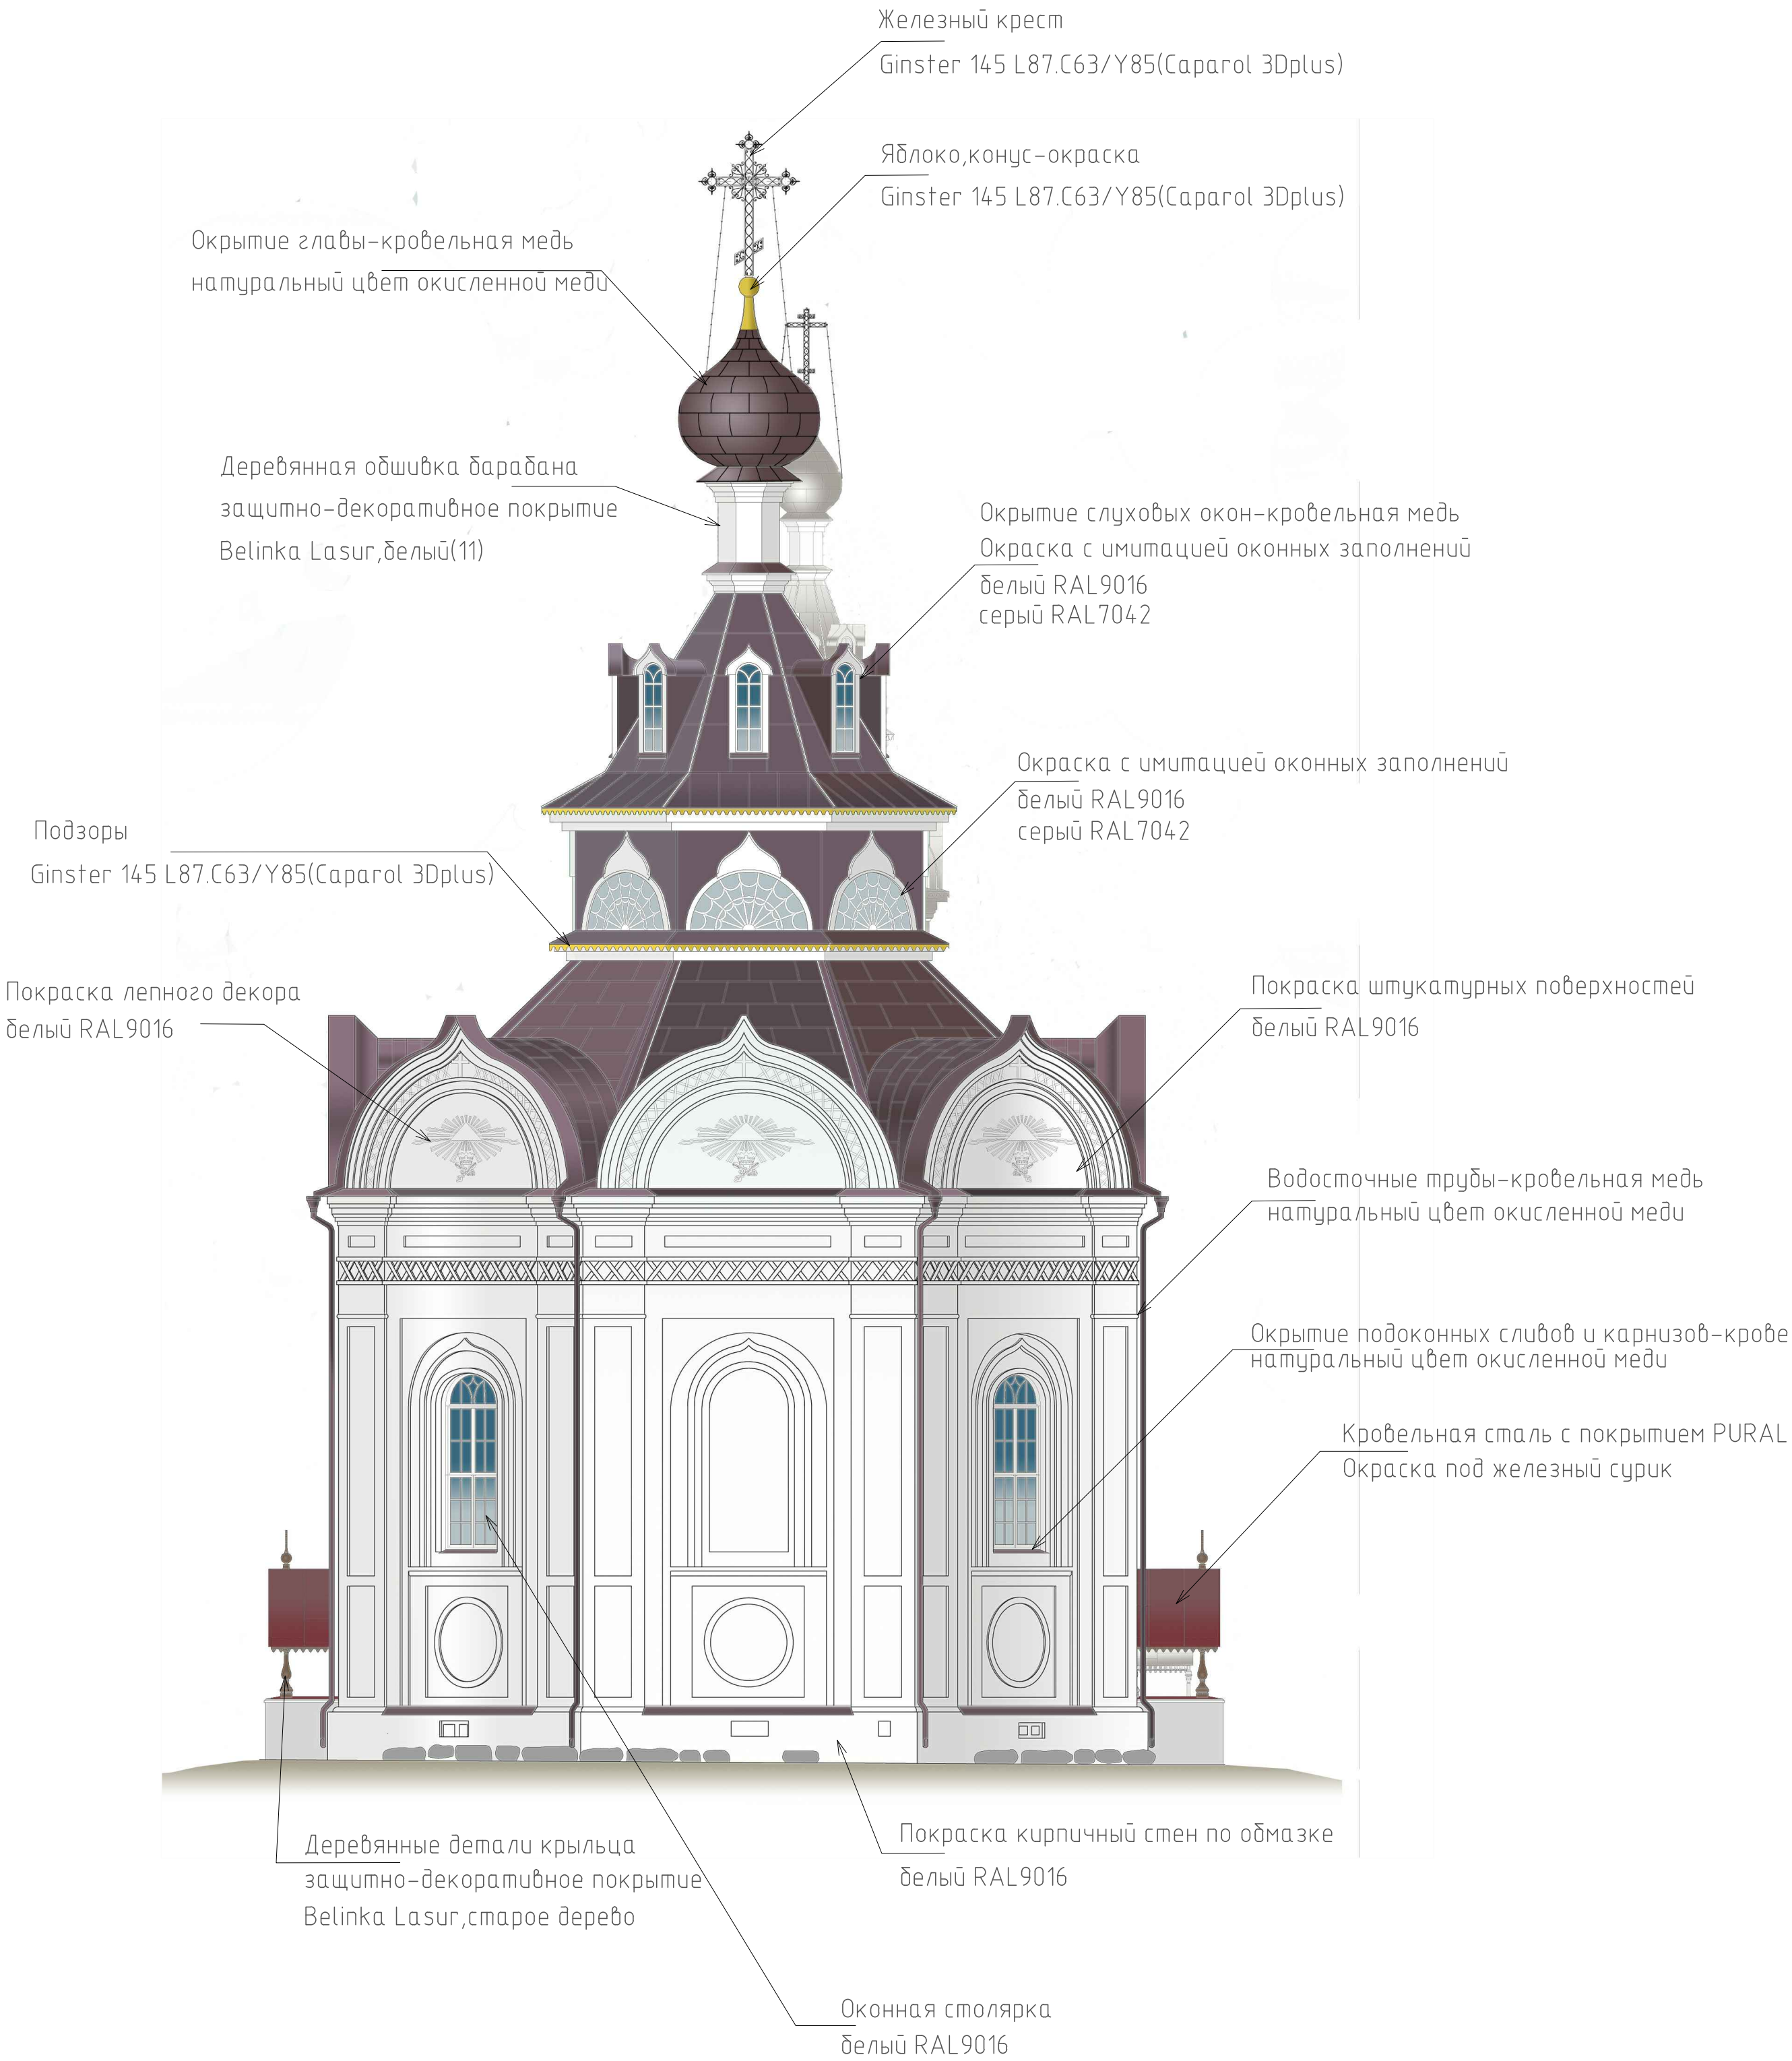 Железный крест
Ginster 145 L87.C63/Y85(Caparol 3Dplus)
Яблоко,конус-окраска
Ginster 145 L87.C63/Y85(Caparol 3Dplus)
Окрытие главы-кровельная медь
натуральный цвет окисленной меди
Деревянная обшивка барабана
защитно-декоративное покрытие
Belinka Lasur,белый(11)
Окрытие слуховых окон-кровельная медь
Окраска с имитацией оконных заполнений
белый RAL9016
серый RAL7042
Окраска с имитацией оконных заполнений
белый RAL9016
серый RAL7042
Подзоры
Ginster 145 L87.C63/Y85(Caparol 3Dplus)
Покраска лепного декора
белый RAL9016
Покраска штукатурных поверхностей
белый RAL9016
Водосточные трубы-кровельная медь
натуральный цвет окисленной меди
Окрытие подоконных сливов и карнизов-крове
натуральный цвет окисленной меди
Кровельная сталь с покрытием PURAL
Окраска под железный сурик
Деревянные детали крыльца
защитно-декоративное покрытие
Belinka Lasur,старое дерево
Покраска кирпичный стен по обмазке
белый RAL9016
Оконная столярка
белый RAL9016